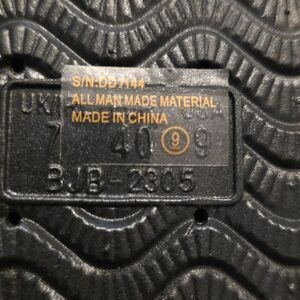 S/N:DD7144
ALL MAN MADE MATERIAL
MADE IN CHINA
UK
7 40 9 9
BJB-2305